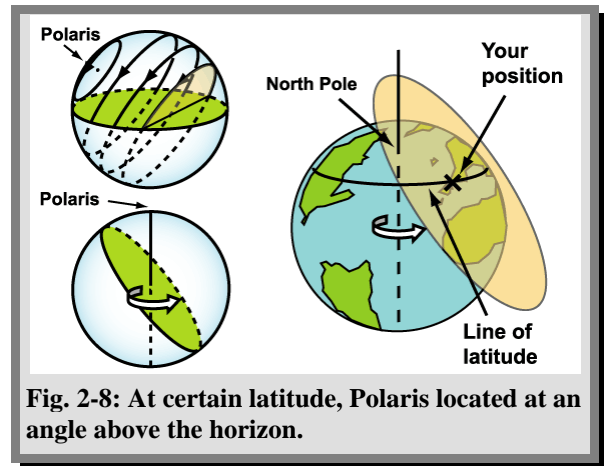 Polaris
Polaris
North Pole
Your
position
Line of
latitude
Fig. 2-8: At certain latitude, Polaris located at an
angle above the horizon.